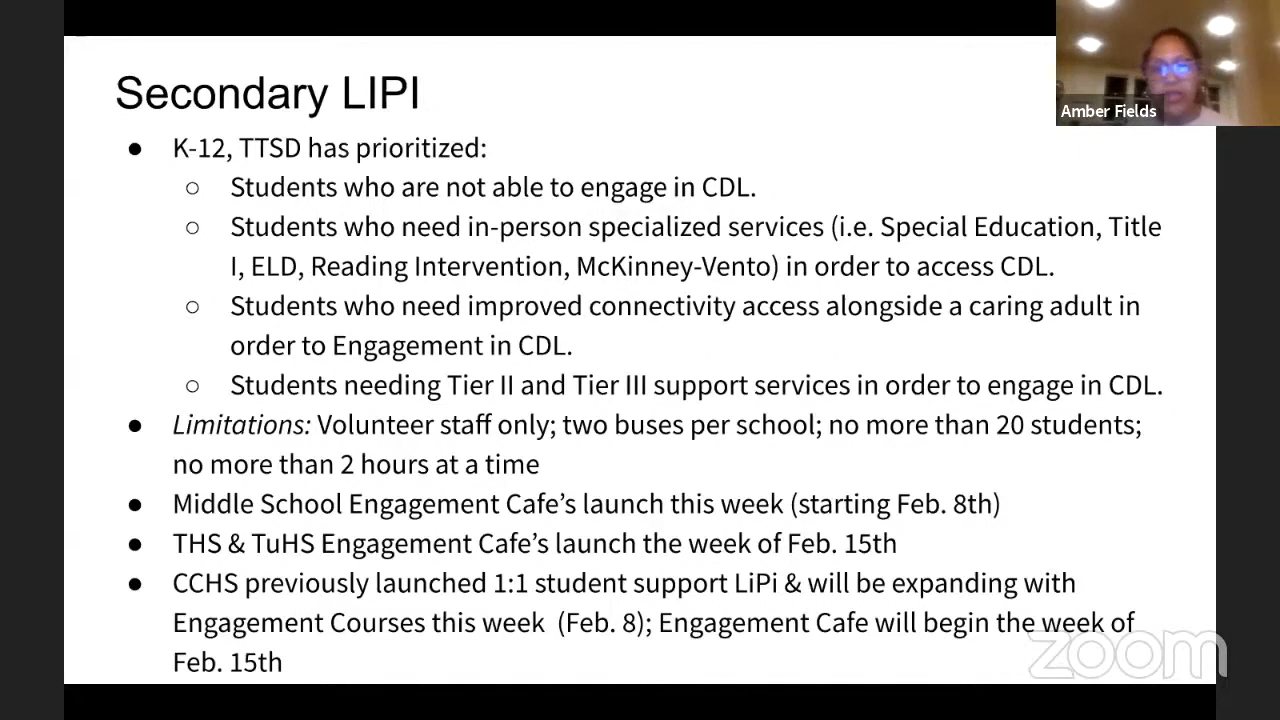 Secondary LIPI
Amber Fields
● K-12, TTSD has prioritized:
○ Students who are not able to engage in CDL.
○ Students who need in-person specialized services (i.e. Special Education, Title
I, ELD, Reading Intervention, McKinney-Vento) in order to access CDL.
○ Students who need improved connectivity access alongside a caring adult in
order to Engagement in CDL.
○ Students needing Tier II and Tier III support services in order to engage in CDL.
● Limitations: Volunteer staff only; two buses per school; no more than 20 students;
no more than 2 hours at a time
● Middle School Engagement Cafe’s launch this week (starting Feb. 8th)
● THS & TuHS Engagement Cafe’s launch the week of Feb. 15th
● CCHS previously launched 1:1 student support LiPi & will be expanding with
Engagement Courses this week  (Feb. 8); Engagement Cafe will begin the week of
Feb. 15th
zoom